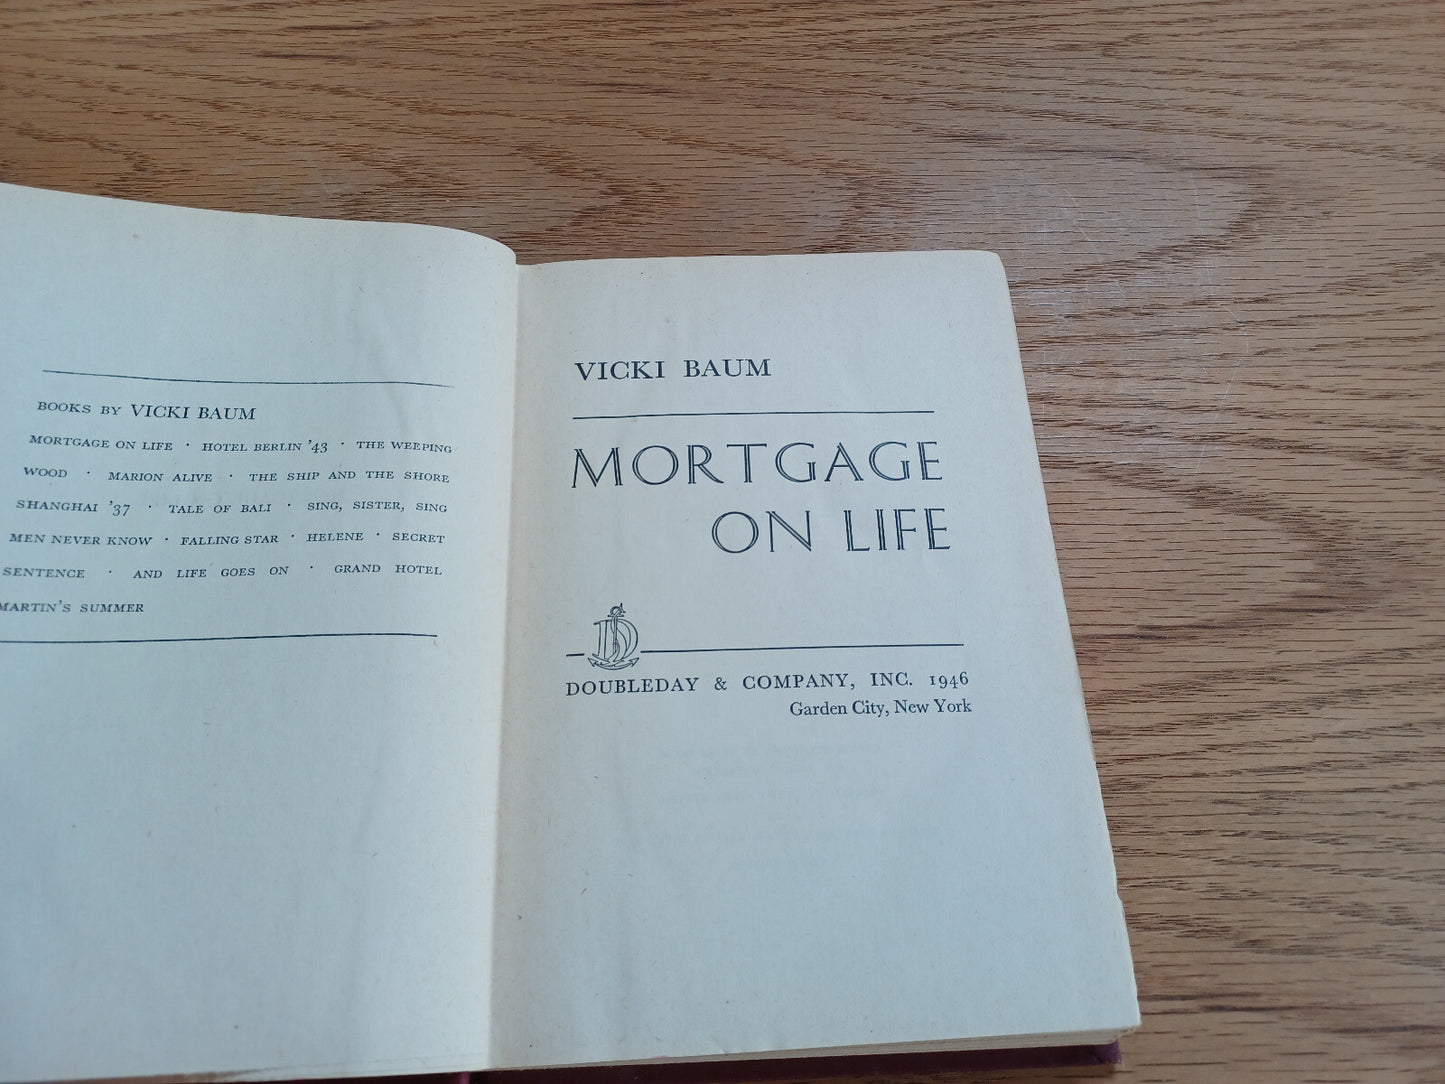 BOOKS BY VICKI BAUM
MORTGAGE ON LIFE · HOTEL BERLIN '43 · THE WEEPING
WOOD · MARION ALIVE · THE SHIP AND THE SHORE
SHANGHAI '37 · TALE OF BALI · SING, SISTER, SING
MEN NEVER KNOW · FALLING STAR · HELENE · SECRET
SENTENCE · AND LIFE GOES ON · GRAND HOTEL
MARTIN'S SUMMER
VICKI BAUM
MORTGAGE
ON LIFE
DOUBLEDAY & COMPANY, INC. 1946
Garden City, New York